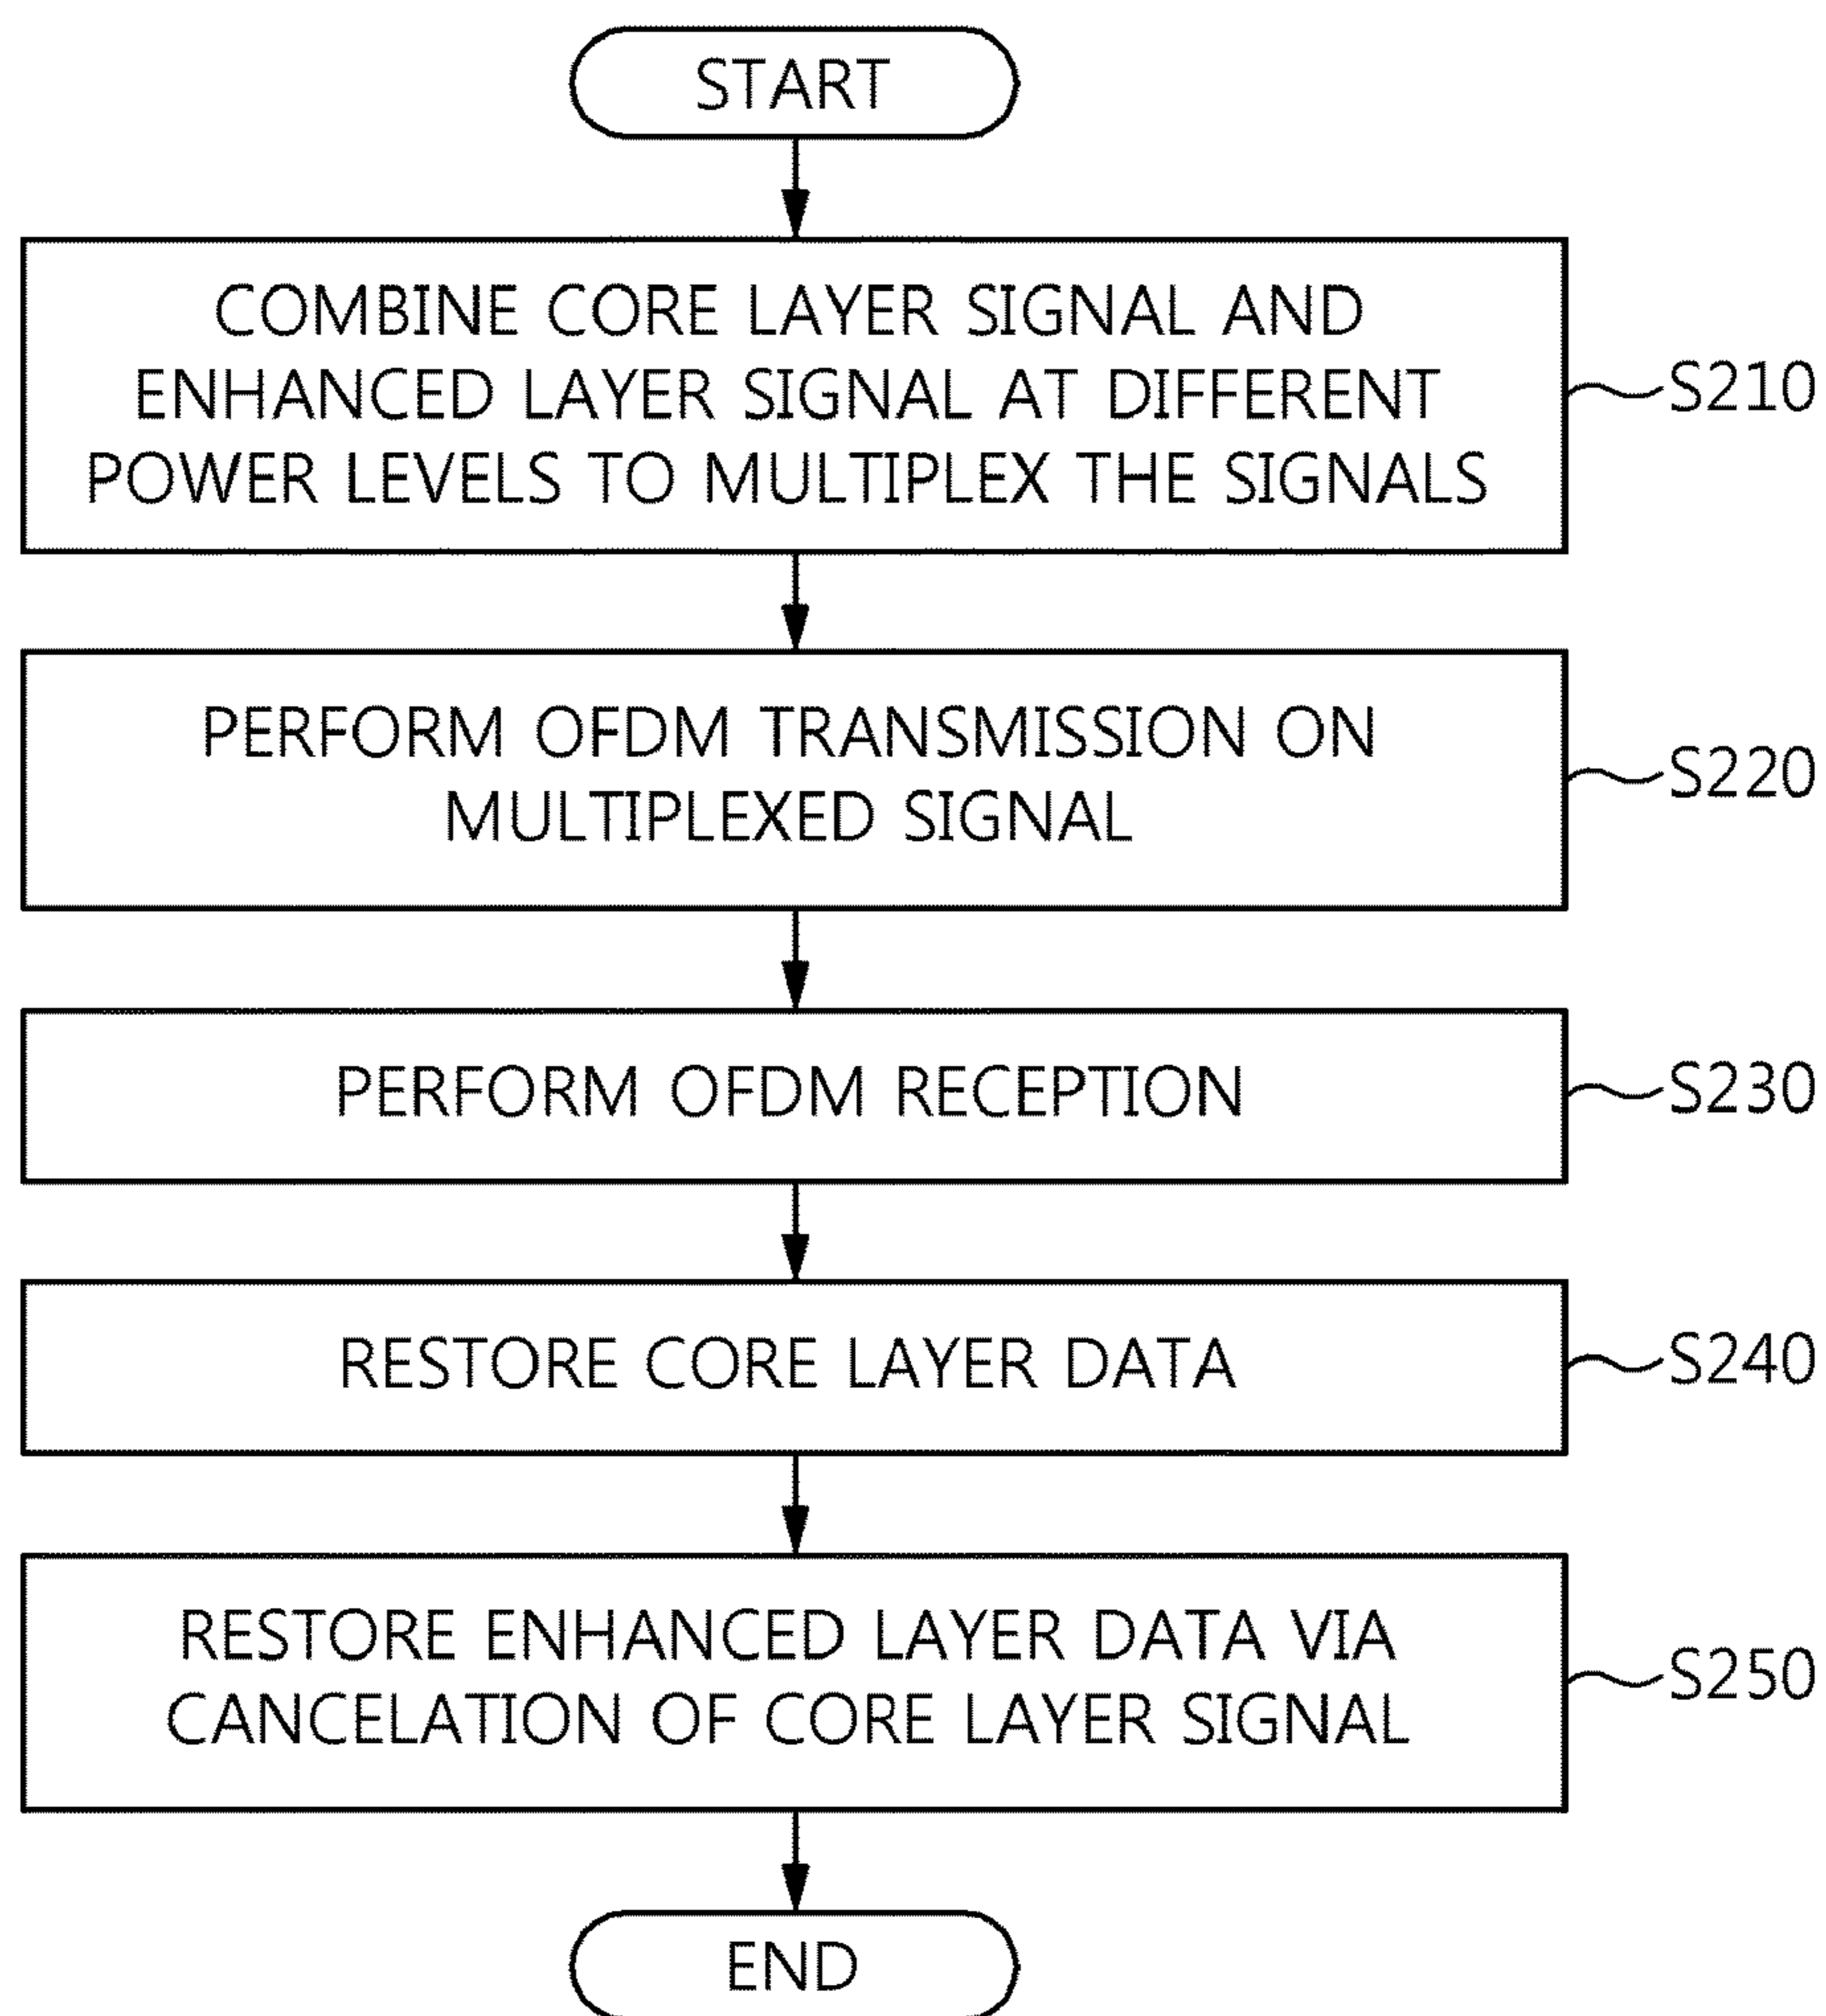 START
COMBINE CORE LAYER SIGNAL AND
ENHANCED LAYER SIGNAL AT DIFFERENT
POWER LEVELS TO MULTIPLEX THE SIGNALS
S210
PERFORM OFDM TRANSMISSION ON
MULTIPLEXED SIGNAL
S220
PERFORM OFDM RECEPTION
S230
RESTORE CORE LAYER DATA
S240
RESTORE ENHANCED LAYER DATA VIA
CANCELATION OF CORE LAYER SIGNAL
S250
END